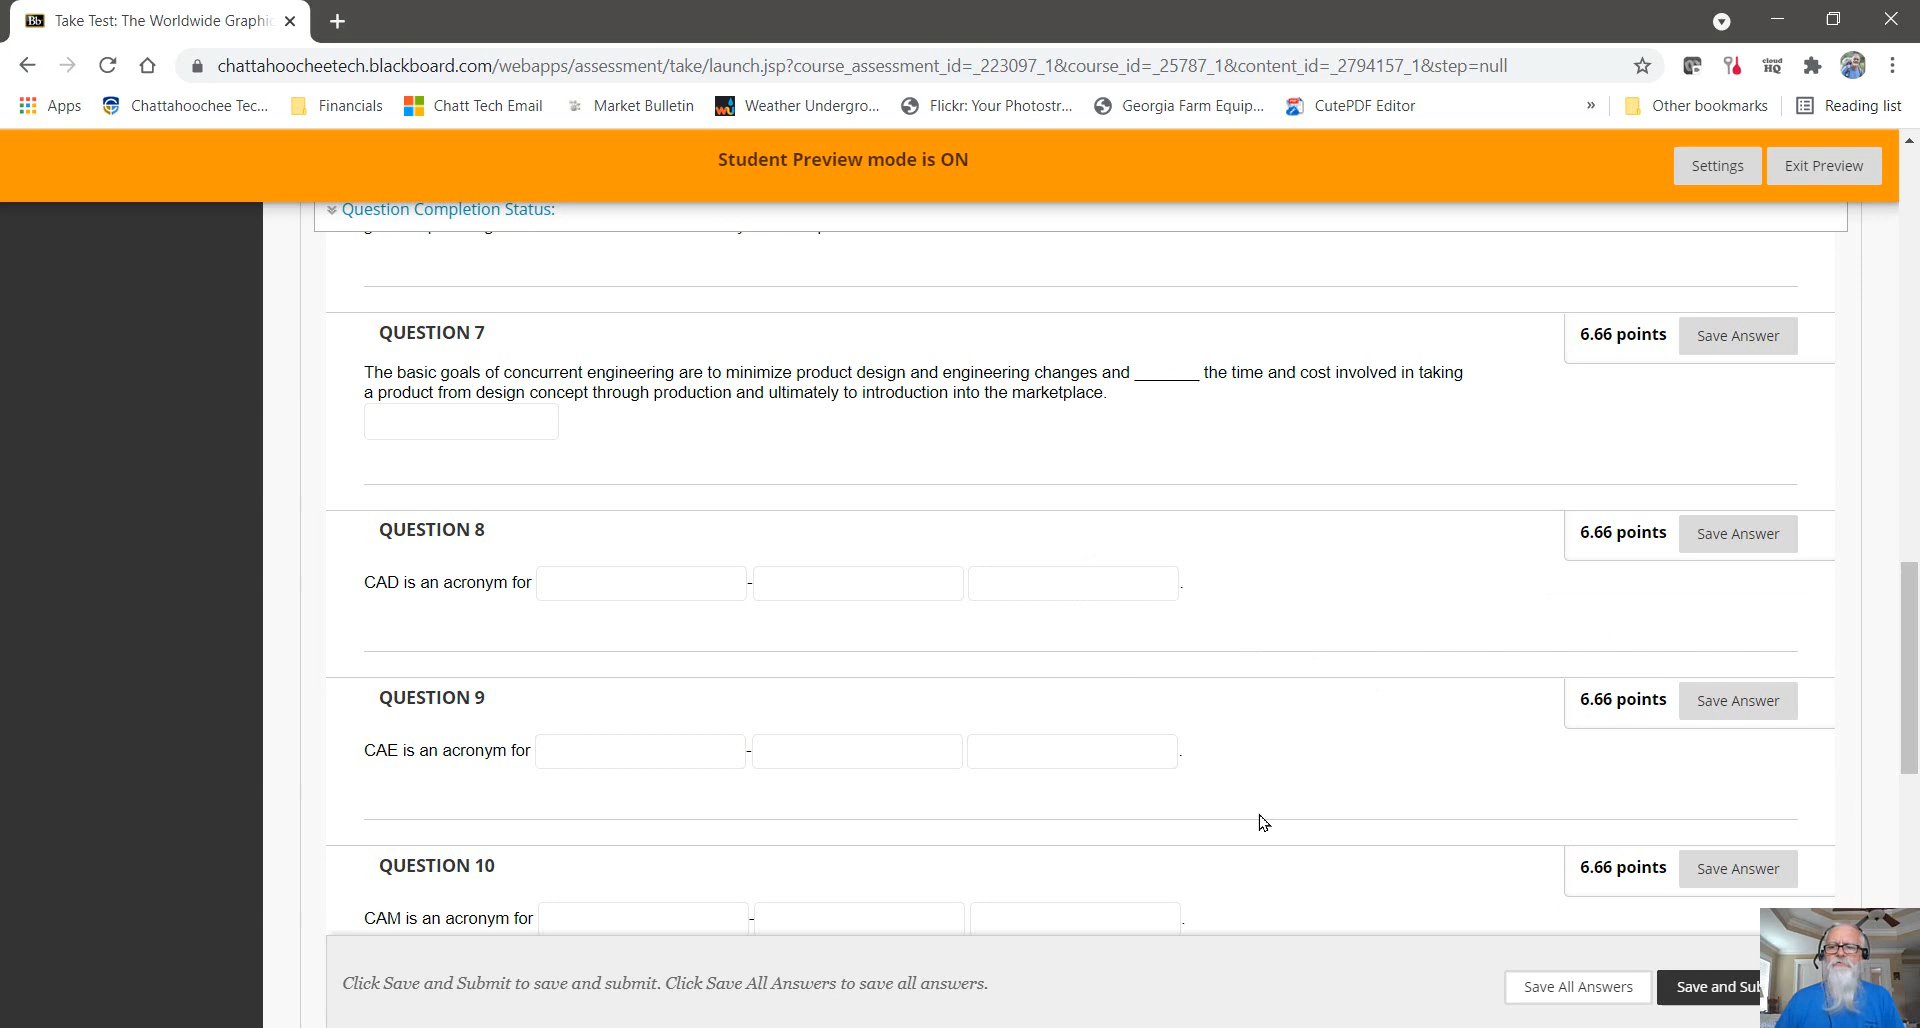 Bb Take Test: The Worldwide Graphic
chattahoocheetech.blackboard.com/webapps/assessment/take/launch.jsp?course_assessment_id=_223097_1&course_id=_25787_1&content_id=_2794157_1&step=null
cloud HQ
Apps Chattahoochee Tec... Financials Chatt Tech Email Market Bulletin Weather Undergro... Flickr: Your Photostr... Georgia Farm Equip... CutePDF Editor » Other bookmarks Reading list
Student Preview mode is ON
Settings Exit Preview
Question Completion Status:
QUESTION 7
6.66 points Save Answer
The basic goals of concurrent engineering are to minimize product design and engineering changes and _______ the time and cost involved in taking
a product from design concept through production and ultimately to introduction into the marketplace.
QUESTION 8
6.66 points Save Answer
CAD is an acronym for - .
QUESTION 9
6.66 points Save Answer
CAE is an acronym for - .
QUESTION 10
6.66 points Save Answer
CAM is an acronym for - .
Click Save and Submit to save and submit. Click Save All Answers to save all answers.
Save All Answers Save and Sub